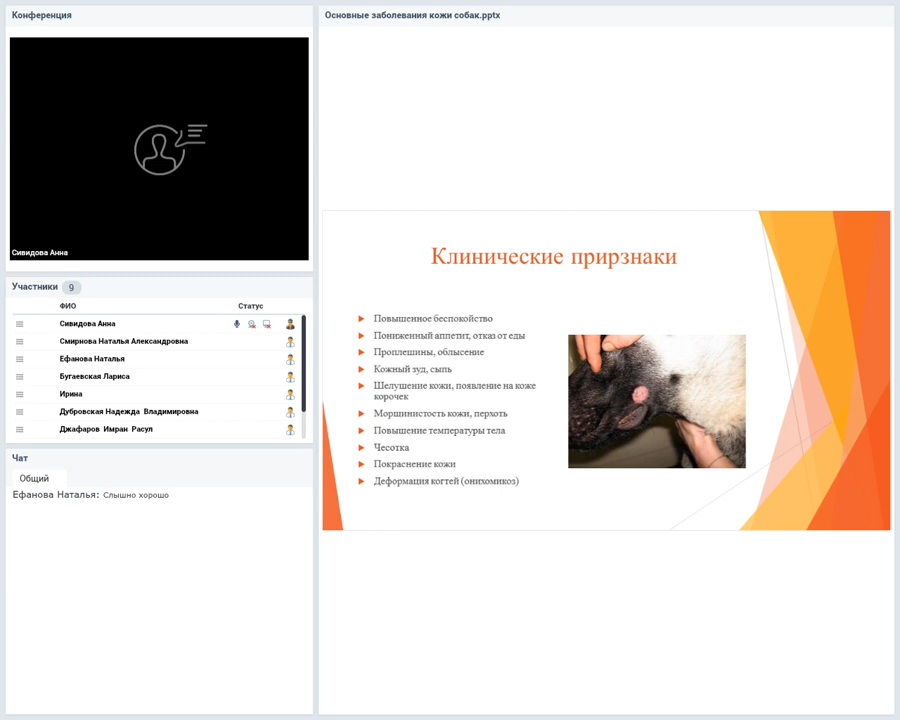 Конференция
Сивидова Анна
Участники 9
ФИО Статус
Сивидова Анна
Смирнова Наталья Александровна
Ефанова Наталья
Бугаевская Лариса
Ирина
Дубровская Надежда Владимировна
Джафаров Имран Расул
Чат
Общий
Ефанова Наталья: Слышно хорошо
Основные заболевания кожи собак.pptx
Клинические прирзнаки
Повышенное беспокойство
Пониженный аппетит, отказ от еды
Проплешины, облысение
Кожный зуд, сыпь
Шелушение кожи, появление на коже
корочек
Морщинистость кожи, перхоть
Повышение температуры тела
Чесотка
Покраснение кожи
Деформация когтей (онихомикоз)